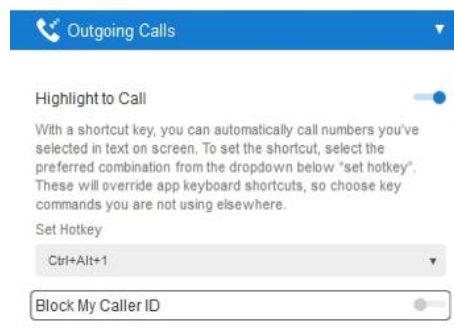 Outgoing Calls
Highlight to Call
With a shortcut key, you can automatically call numbers you've
selected in text on screen. To set the shortcut, select the
preferred combination from the dropdown below "set hotkey".
These will override app keyboard shortcuts, so choose key
commands you are not using elsewhere.
Set Hotkey
Ctrl+Alt+1
Block My Caller ID